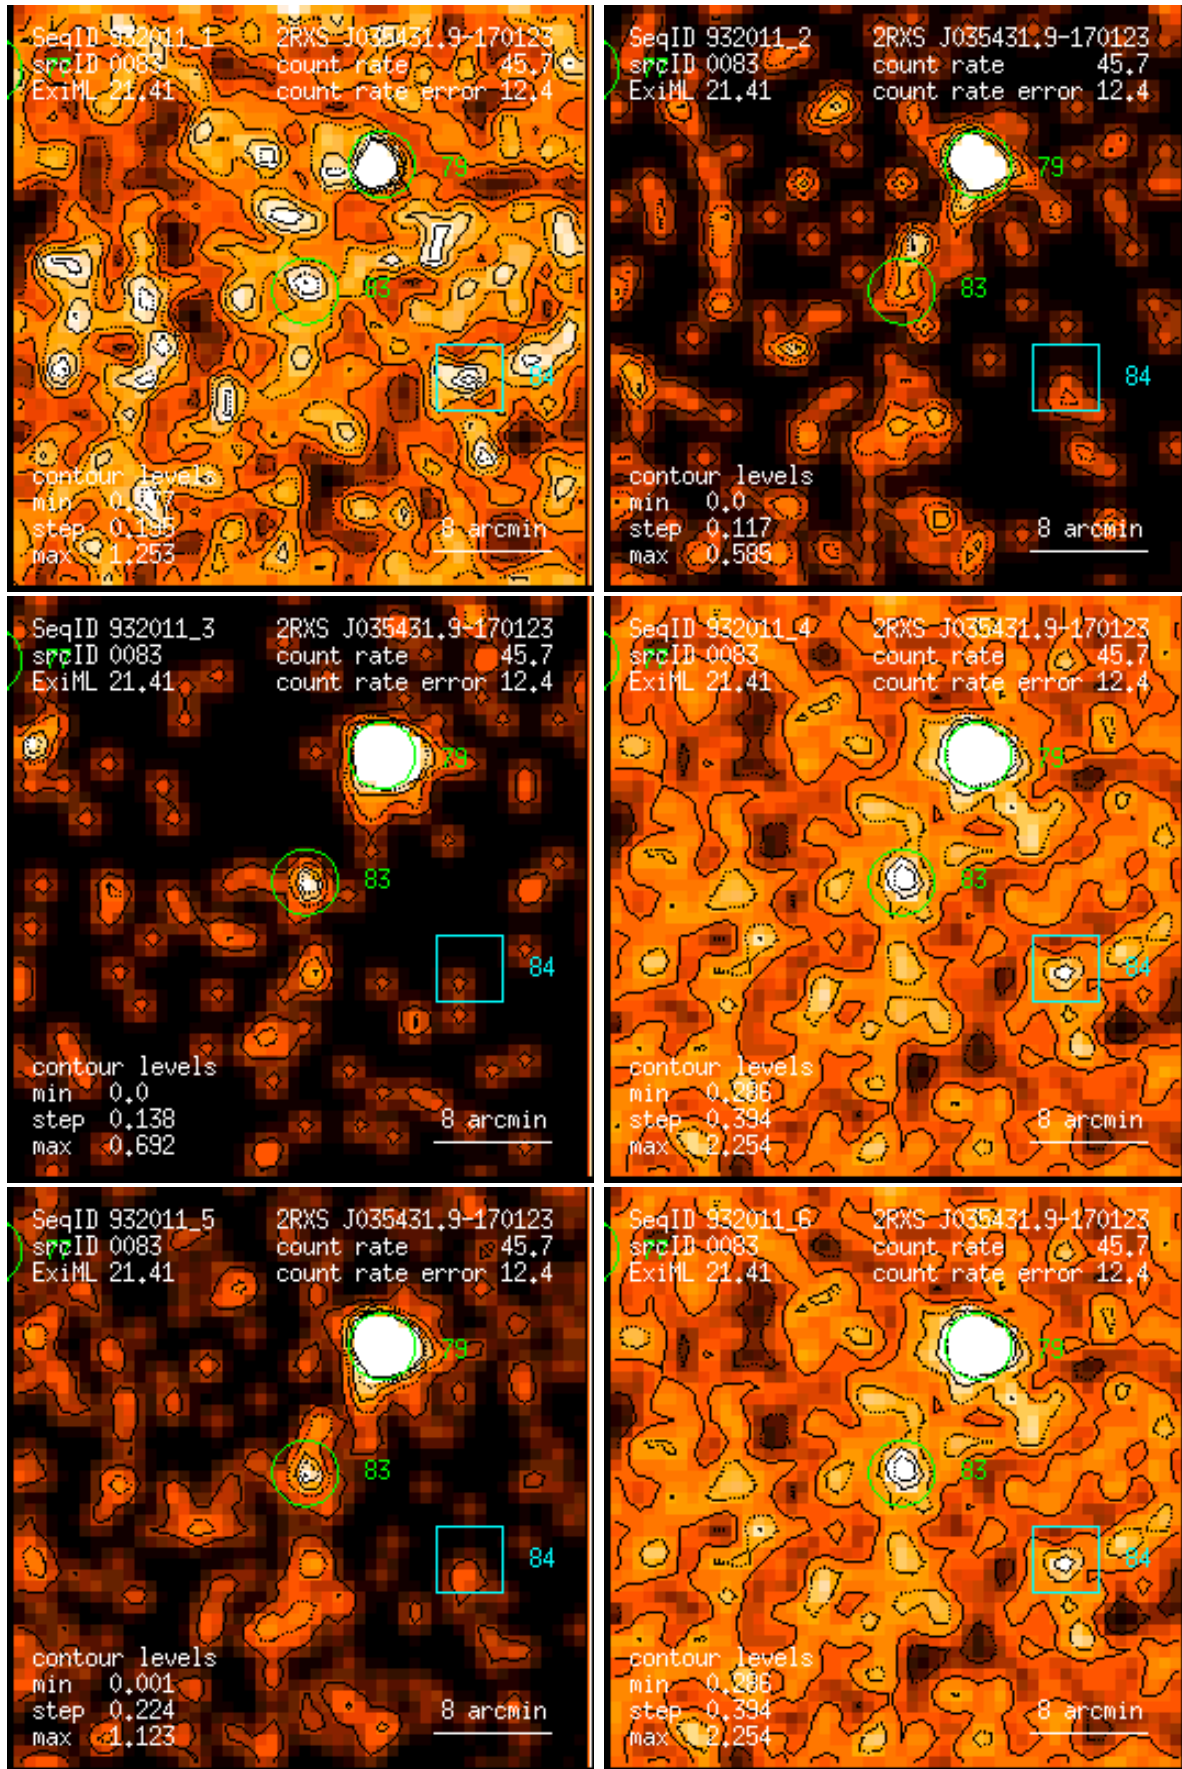 SeqID 932011_1 2RXS J035431.9-170123
srcID 0083 count rate 45.7
ExiML 21.41 count rate error 12.4
77
79
83
84
contour levels
min
step 0.195
max 1.253
8 arcmin
SeqID 932011_2 2RXS J035431.9-170123
srcID 0083 count rate 45.7
ExiML 21.41 count rate error 12.4
77
79
83
84
contour levels
min 0.0
step 0.117
max 0.585
8 arcmin
SeqID 932011_3 2RXS J035431.9-170123
srcID 0083 count rate 45.7
ExiML 21.41 count rate error 12.4
77
79
83
84
contour levels
min 0.0
step 0.138
max 0.692
8 arcmin
SeqID 932011_4 2RXS J035431.9-170123
srcID 0083 count rate 45.7
ExiML 21.41 count rate error 12.4
77
79
83
84
contour levels
min 0.286
step 0.394
max 2.254
8 arcmin
SeqID 932011_5 2RXS J035431.9-170123
srcID 0083 count rate 45.7
ExiML 21.41 count rate error 12.4
77
79
83
84
contour levels
min 0.001
step 0.224
max 1.123
8 arcmin
SeqID 932011_6 2RXS J035431.9-170123
srcID 0083 count rate 45.7
ExiML 21.41 count rate error 12.4
77
79
83
84
contour levels
min 0.286
step 0.394
max 2.254
8 arcmin